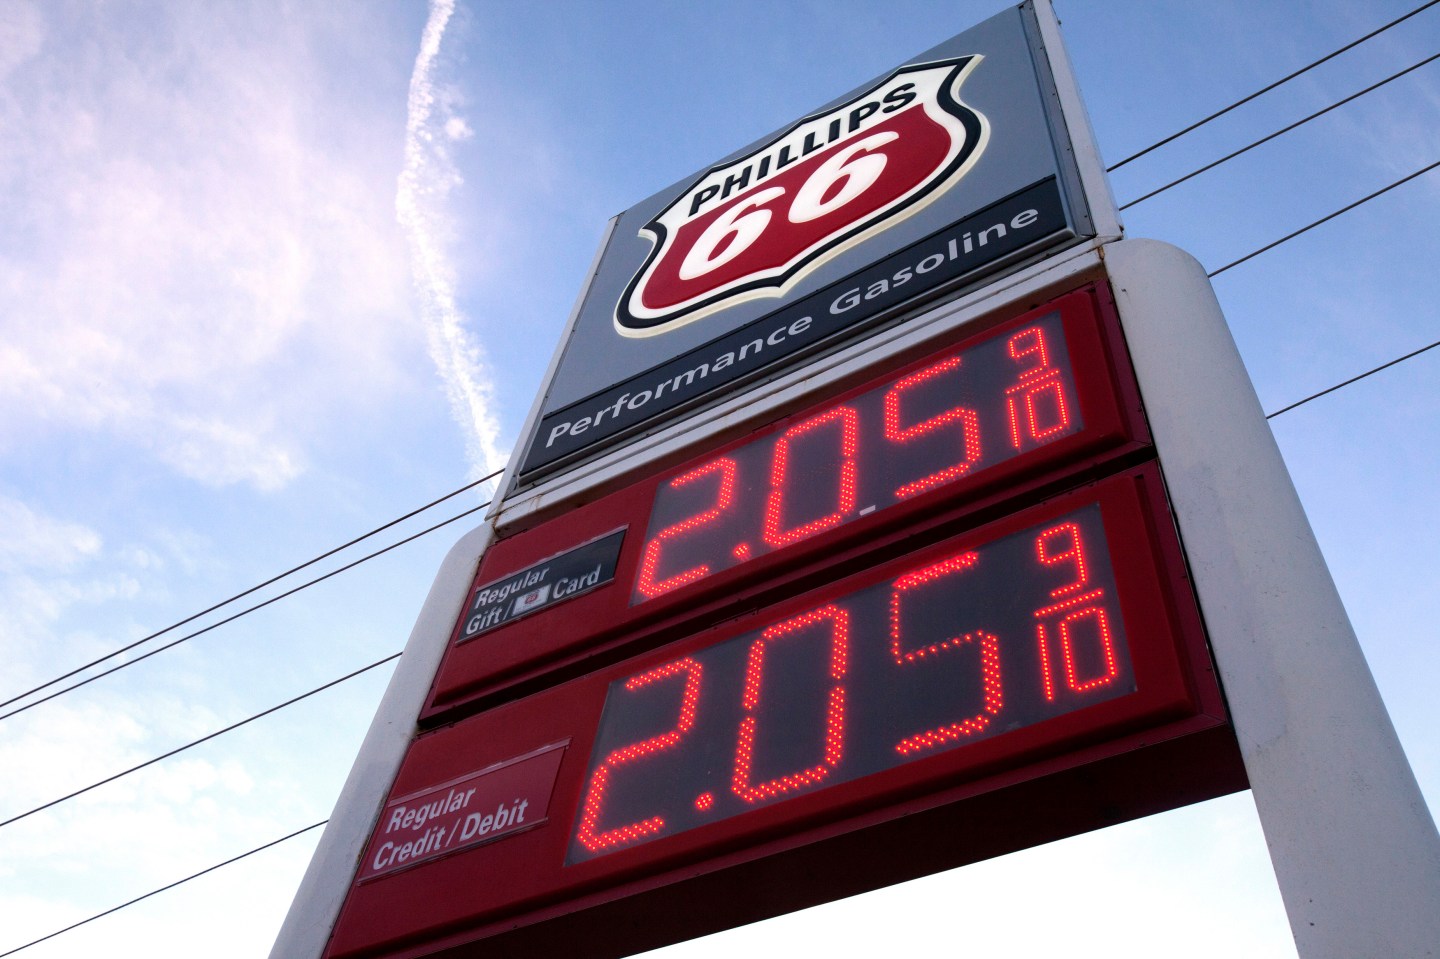 PHILLIPS
66
Performance Gasoline
Regular
Gift/ Card
2.05 9/10
Regular
Credit/Debit
2.05 9/10